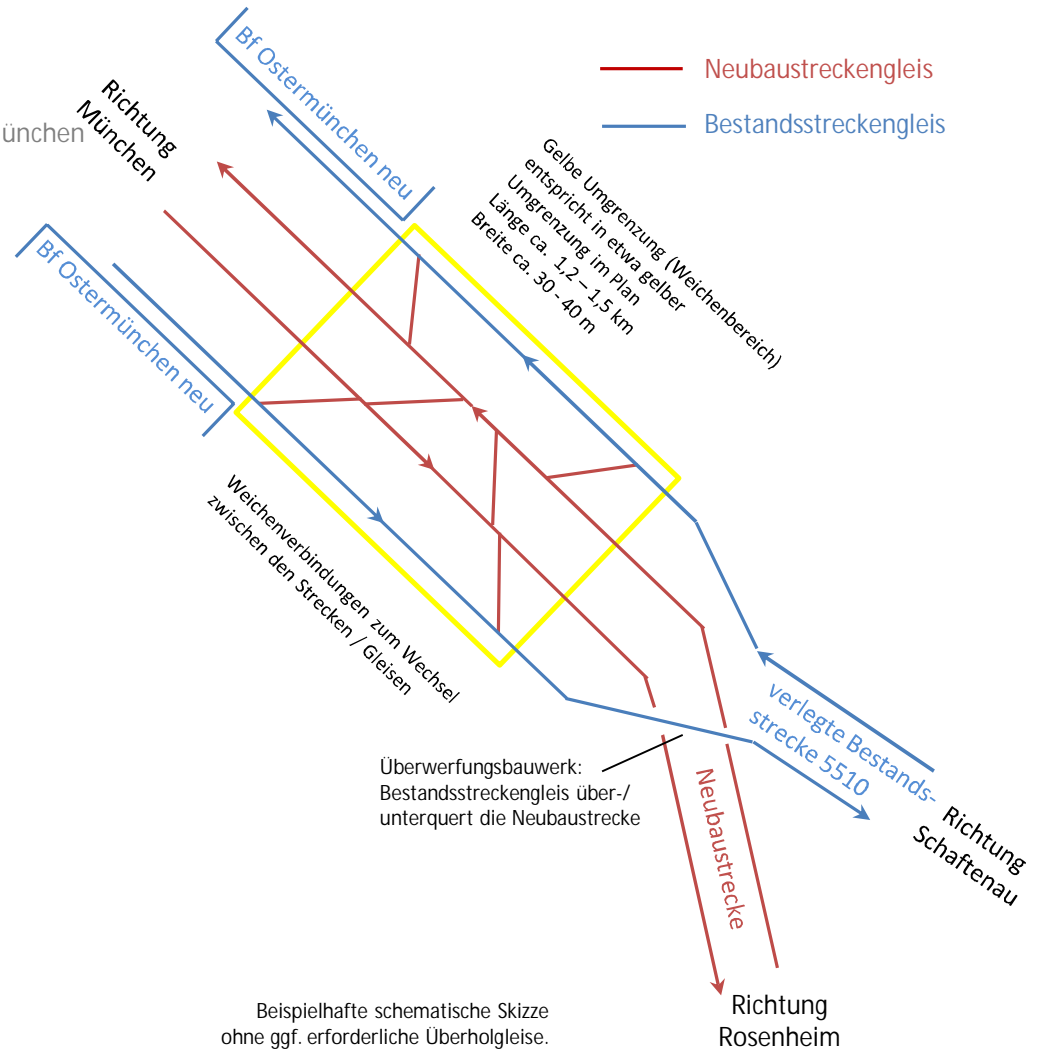 Bf Ostermünchen neu
Neubaustreckengleis
Bestandsstreckengleis
Richtung
München
ünchen
Gelbe Umgrenzung (Weichenbereich)
entspricht in etwa gelber
Umgrenzung im Plan
Länge ca. 1,2 – 1,5 km
Breite ca. 30 - 40 m
Bf Ostermünchen neu
Weichenverbindungen zum Wechsel
zwischen den Strecken / Gleisen
verlegte Bestands-
strecke 5510
Überwerfungsbauwerk:
Bestandsstreckengleis über-/
unterquert die Neubaustrecke
Neubaustrecke
Richtung
Schaftenau
Richtung
Rosenheim
Beispielhafte schematische Skizze
ohne ggf. erforderliche Überholgleise.